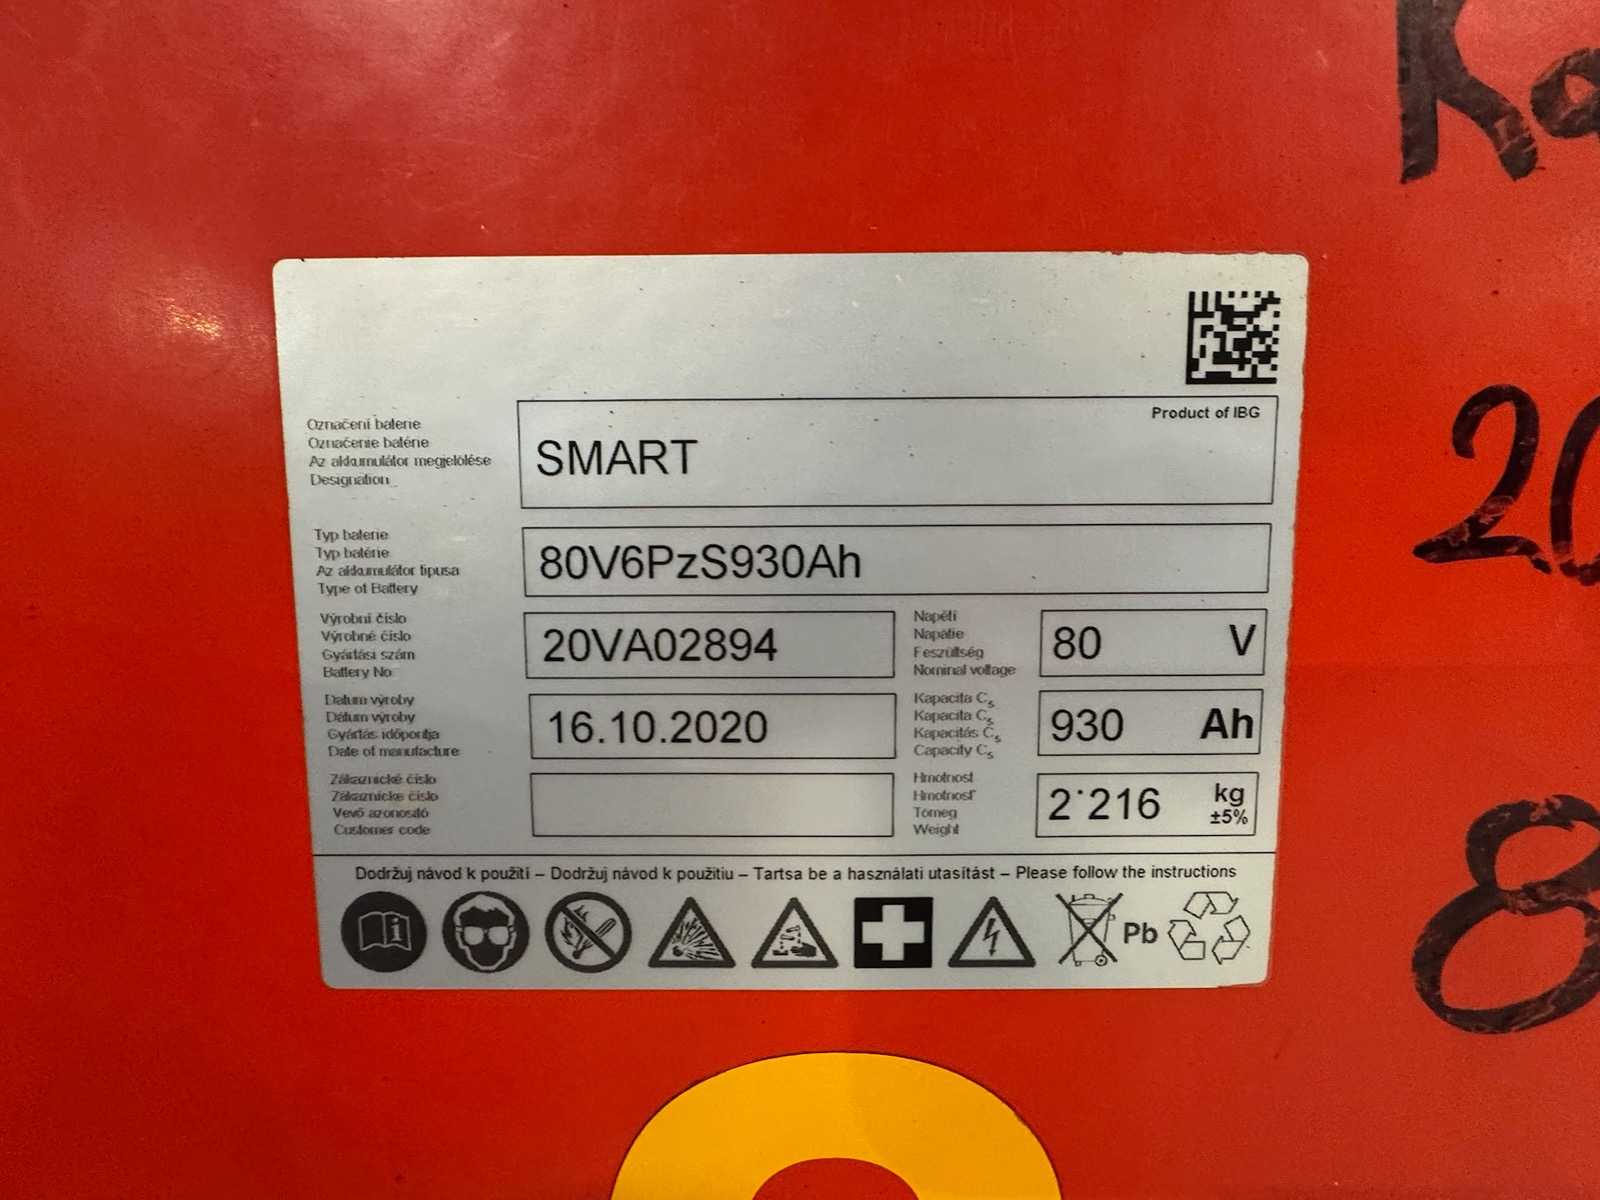 Product of IBG
Označení baterie
Označenie batérie
Az akkumulátor megjelölése
Designation
SMART
Typ baterie
Typ batérie
Az akkumulátor típusa
Type of Battery
80V6PzS930Ah
Výrobní číslo
Výrobné číslo
Gyártási szám
Battery No
20VA02894
Napětí
Napätie
Feszültség
Nominal voltage
80 V
Datum výroby
Dátum výroby
Gyártás időpontja
Date of manufacture
16.10.2020
Kapacita C5
Kapacita C5
Kapacitás C5
Capacity C5
930 Ah
Zákaznické číslo
Zákaznícke číslo
Vevő azonosító
Customer code
Hmotnost
Hmotnosť
Tömeg
Weight
2˙216 kg ±5%
Dodržuj návod k použití – Dodržuj návod k použitiu – Tartsa be a használati utasítást – Please follow the instructions
Pb
20
8